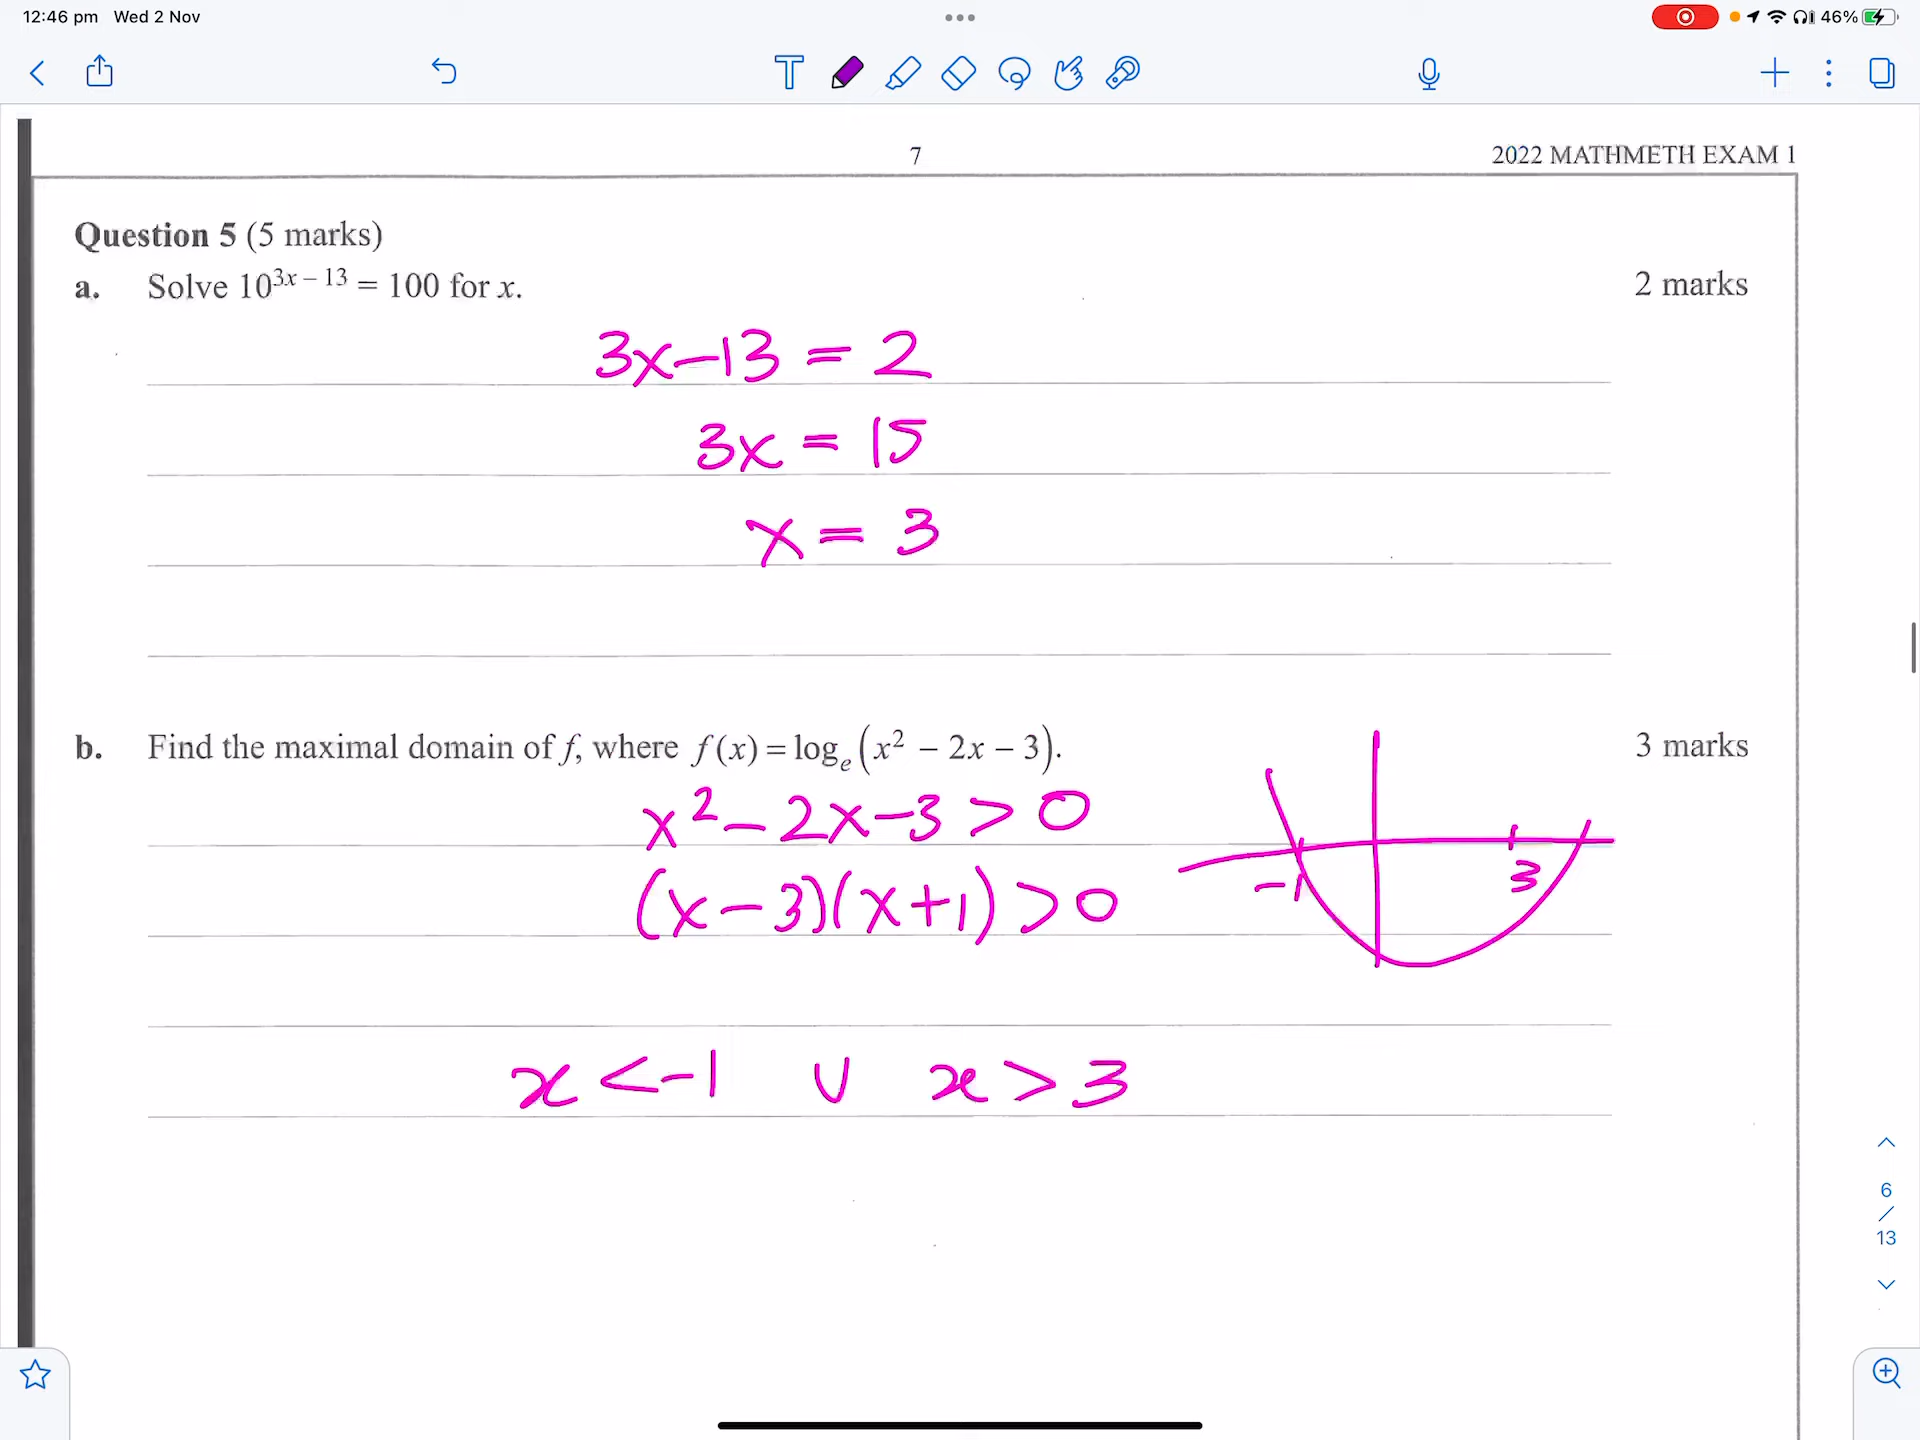 12:46 pm Wed 2 Nov
46%
7
2022 MATHMETH EXAM 1
Question 5 (5 marks)
a. Solve 10^{3x – 13} = 100 for x.
2 marks
3x-13 = 2
3x = 15
x = 3
b. Find the maximal domain of f, where f(x) = logₑ(x² – 2x – 3).
3 marks
x²-2x-3>0
-1
3
(x-3)(x+1)>0
x<-1 ∪ x>3
6
/
13